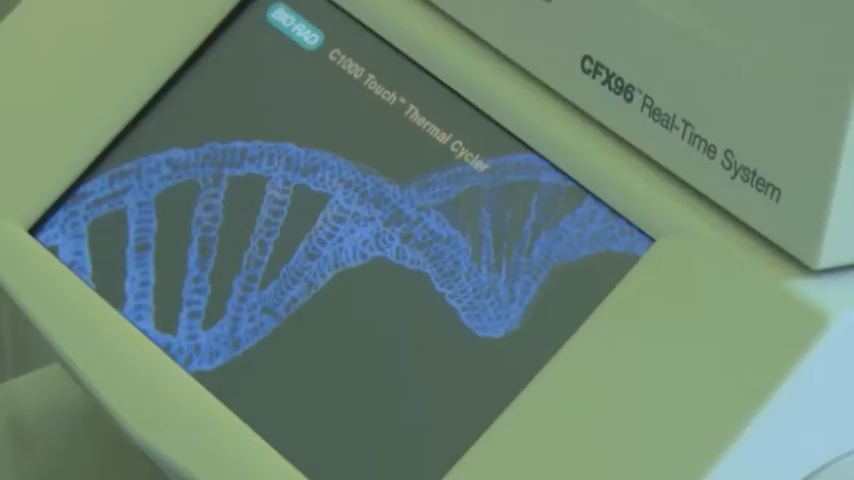 BIO-RAD
C1000 Touch™ Thermal Cycler
CFX96™ Real-Time System